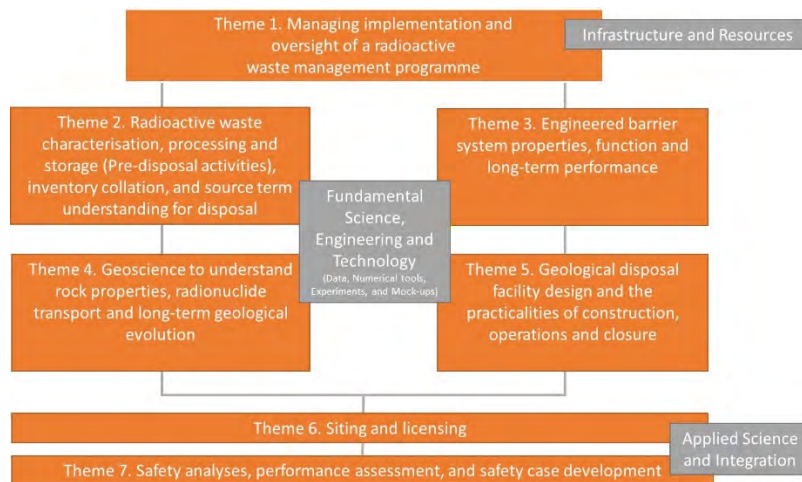 Theme 1. Managing implementation and
oversight of a radioactive
waste management programme
Infrastructure and Resources
Theme 2. Radioactive waste
characterisation, processing and
storage (Pre-disposal activities),
inventory collation, and source term
understanding for disposal
Theme 3. Engineered barrier
system properties, function and
long-term performance
Fundamental
Science,
Engineering and
Technology
(Data, Numerical tools,
Experiments, and Mock-ups)
Theme 4. Geoscience to understand
rock properties, radionuclide
transport and long-term geological
evolution
Theme 5. Geological disposal
facility design and the
practicalities of construction,
operations and closure
Theme 6. Siting and licensing
Applied Science
and Integration
Theme 7. Safety analyses, performance assessment, and safety case development